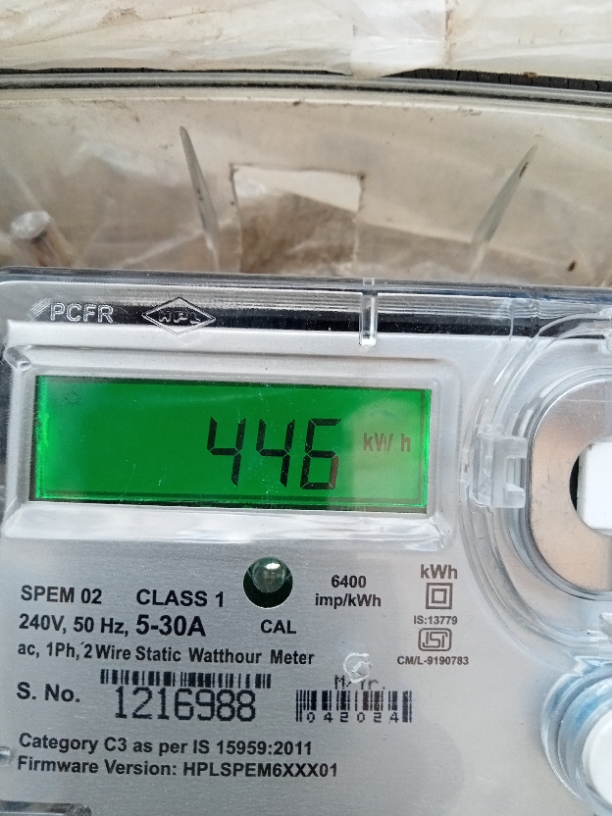 PCFR HPL
446 kW h
SPEM 02 CLASS 1
240V, 50 Hz, 5-30A
ac, 1Ph, 2 Wire Static Watthour Meter
CAL
6400
imp/kWh
kWh
IS:13779
ISI
CM/L-9190783
S. No. 1216988
M/Yr.
042024
Category C3 as per IS 15959:2011
Firmware Version: HPLSPEM6XXX01